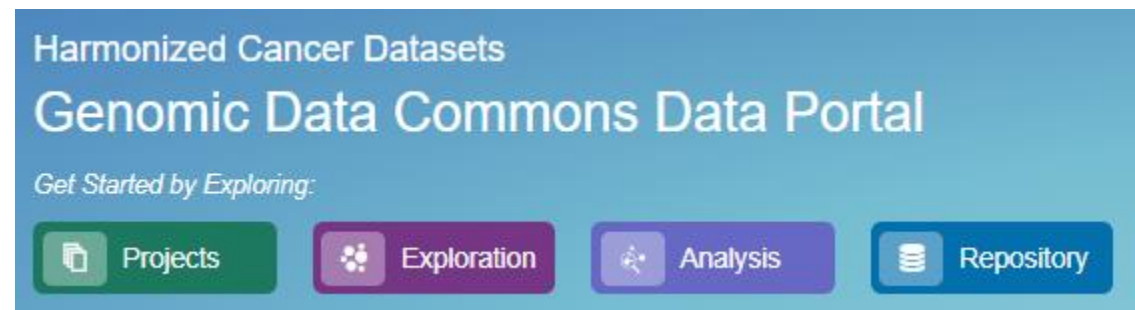 Harmonized Cancer Datasets
Genomic Data Commons Data Portal
Get Started by Exploring:
Projects Exploration Analysis Repository